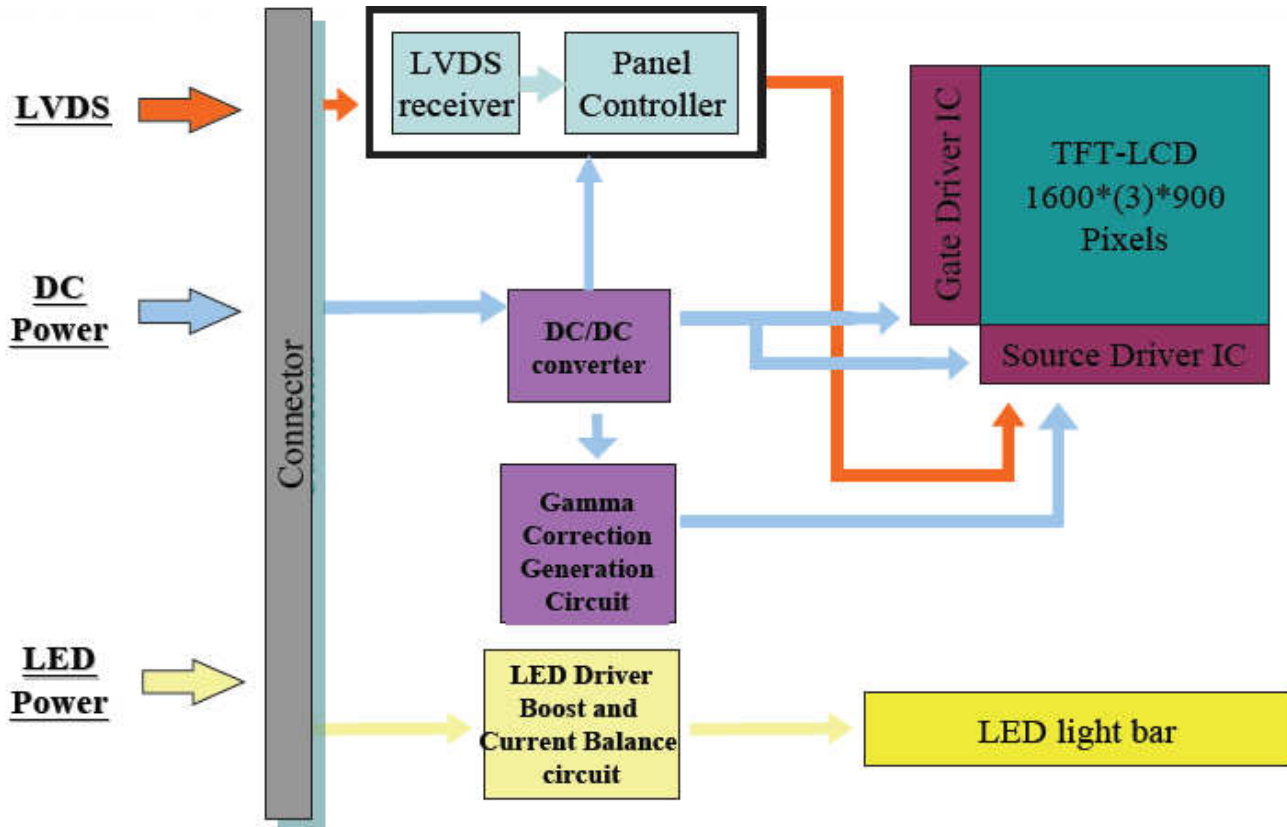 LVDS
DC
Power
LED
Power
Connector
LVDS
receiver
Panel
Controller
DC/DC
converter
Gamma
Correction
Generation
Circuit
LED Driver
Boost and
Current Balance
circuit
Gate Driver IC
TFT-LCD
1600*(3)*900
Pixels
Source Driver IC
LED light bar